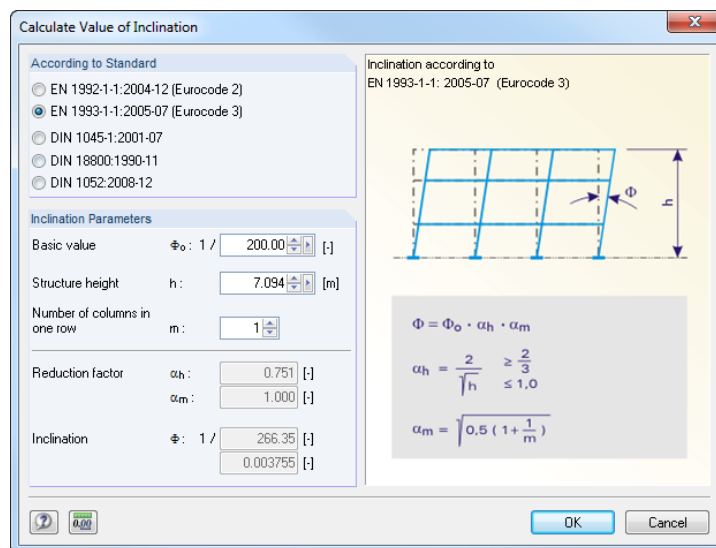 Calculate Value of Inclination
According to Standard
EN 1992-1-1:2004-12 (Eurocode 2)
EN 1993-1-1:2005-07 (Eurocode 3)
DIN 1045-1:2001-07
DIN 18800:1990-11
DIN 1052:2008-12
Inclination Parameters
Basic value Φo : 1 / 200.00 [-]
Structure height h : 7.094 [m]
Number of columns in
one row m : 1
Reduction factor αh : 0.751 [-]
αm : 1.000 [-]
Inclination Φ: 1 / 266.35 [-]
0.003755 [-]
Inclination according to
EN 1993-1-1: 2005-07 (Eurocode 3)
Φ
h
Φ = Φo · αh · αm
αh = 2/√h ≥ 2/3
≤ 1,0
αm = √0,5 ( 1+ 1/m )
0.00
OK Cancel